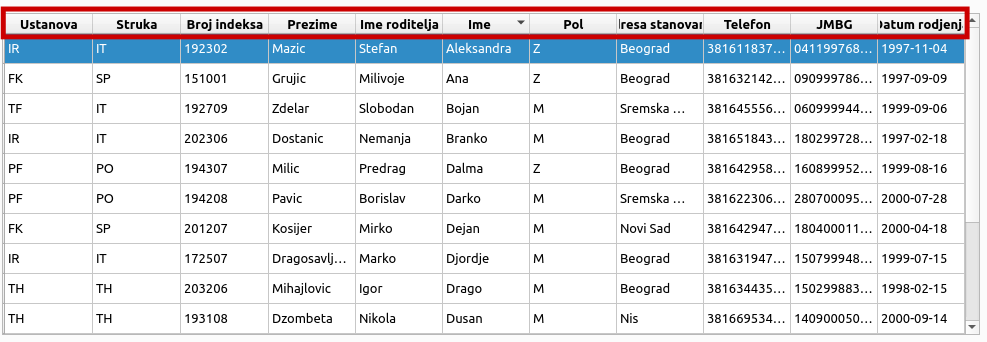 Ustanova Struka Broj indeksa Prezime Ime roditelja Ime Pol resa stanovan Telefon JMBG Datum rodjenj
IR IT 192302 Mazic Stefan Aleksandra Z Beograd 381611837... 041199768... 1997-11-04
FK SP 151001 Grujic Milivoje Ana Z Beograd 381632142... 090999786... 1997-09-09
TF IT 192709 Zdelar Slobodan Bojan M Sremska ... 381645556... 060999944... 1999-09-06
IR IT 202306 Dostanic Nemanja Branko M Beograd 381651843... 180299728... 1997-02-18
PF PO 194307 Milic Predrag Dalma Z Beograd 381642958... 160899952... 1999-08-16
PF PO 194208 Pavic Borislav Darko M Sremska ... 381622306... 280700095... 2000-07-28
FK SP 201207 Kosijer Mirko Dejan M Novi Sad 381642947... 180400011... 2000-04-18
IR IT 172507 Dragosavlj... Marko Djordje M Beograd 381631947... 150799948... 1999-07-15
TH TH 203206 Mihajlovic Igor Drago M Beograd 381634435... 150299883... 1998-02-15
TH TH 193108 Dzombeta Nikola Dusan M Nis 381669534... 140900050... 2000-09-14